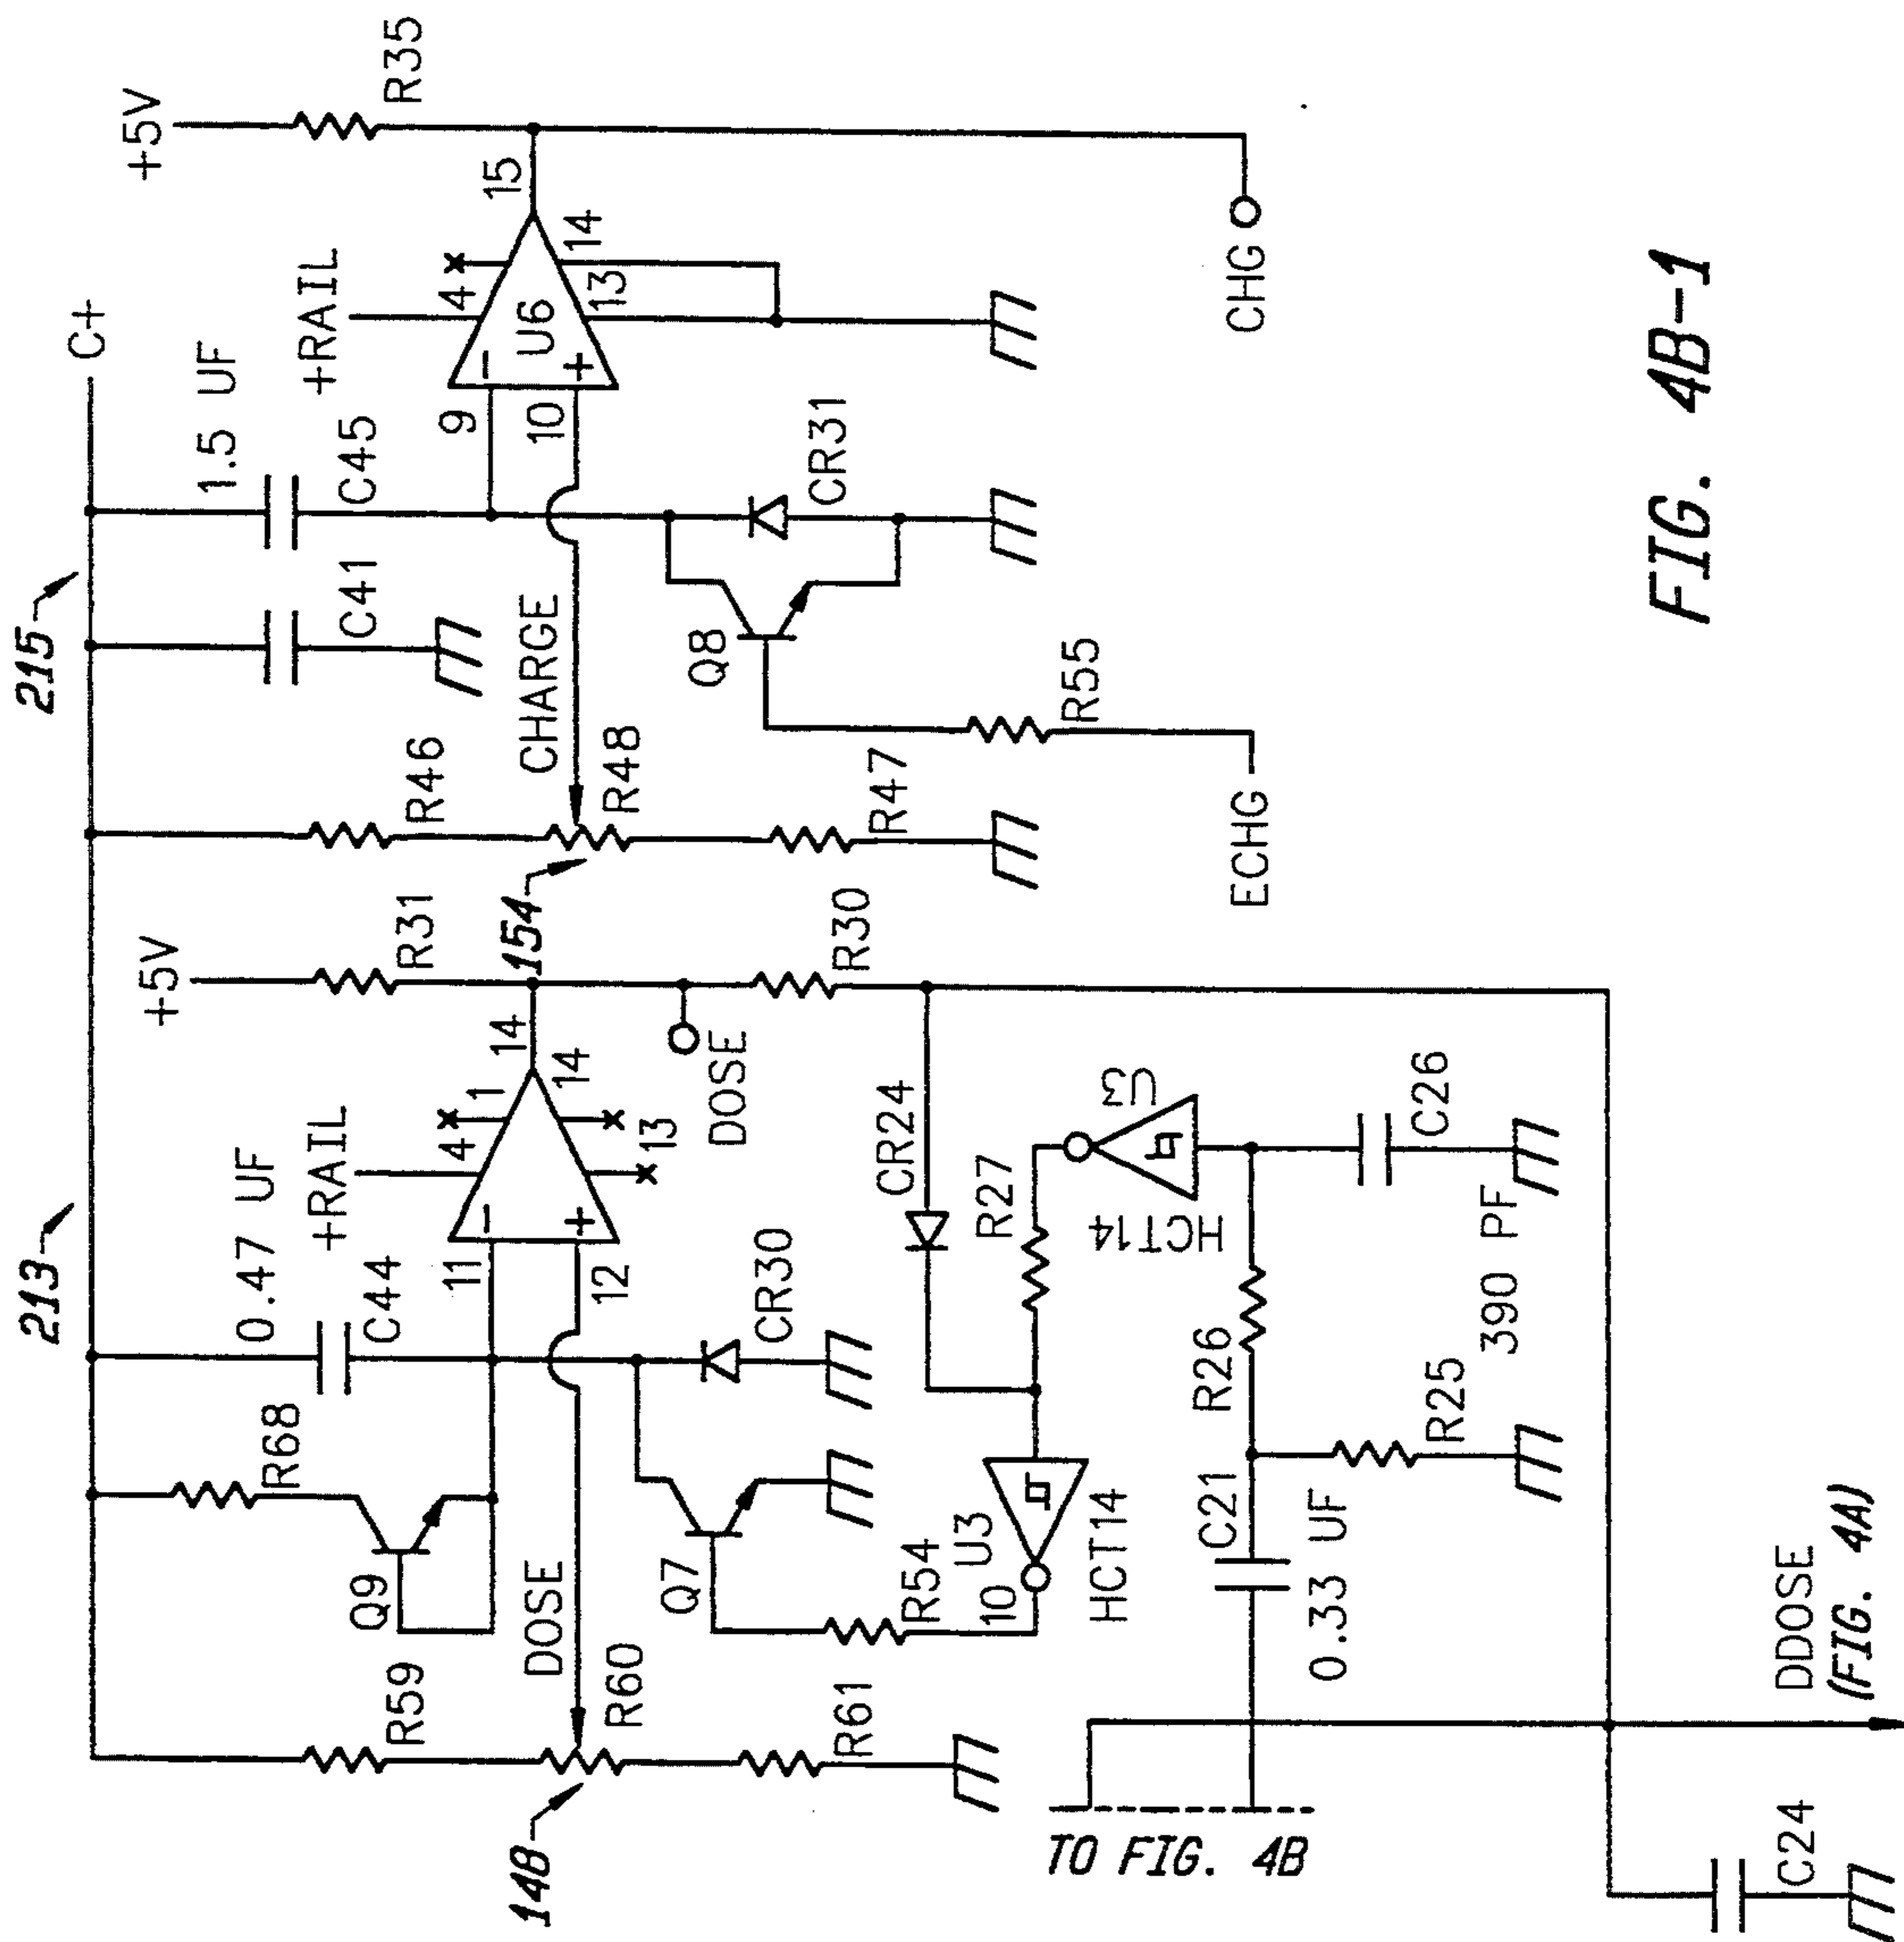 215
213
C+
+5V
R35
1.5 UF
C45
C41
+RAIL
4
9
10
U6
−
+
15
14
13
CHARGE
R46
R48
154
R47
Q8
CR31
R55
ECHG
CHG
+5V
R31
0.47 UF
C44
+RAIL
4
1
11
12
−
+
14
14
13
DOSE
R30
R68
Q9
R59
DOSE
R60
148
R61
Q7
CR30
R54
10
U3
HCT14
CR24
R27
U3
HCT14
C26
390 PF
R26
R25
C21
0.33 UF
TO FIG. 4B
DDOSE
(FIG. 4A)
C24
FIG. 4B-1